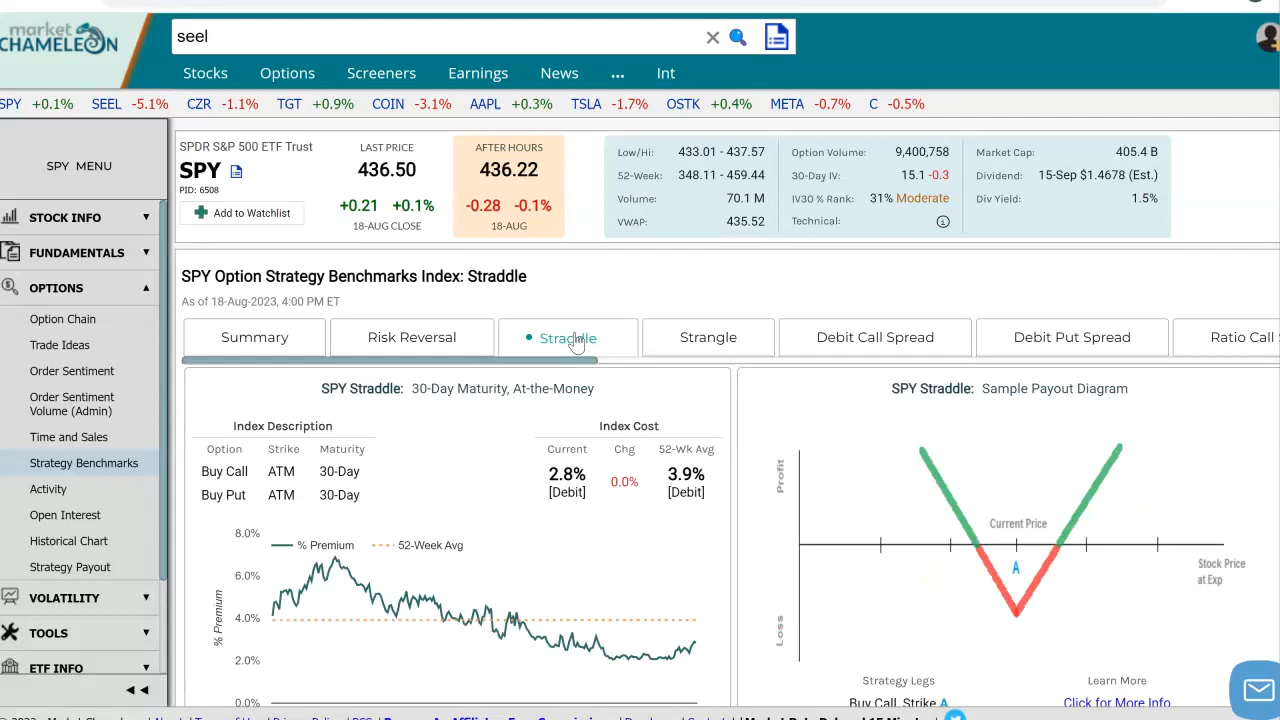 market
CHAMELEON
seel
Stocks Options Screeners Earnings News ... Int
SPY +0.1% SEEL -5.1% CZR -1.1% TGT +0.9% COIN -3.1% AAPL +0.3% TSLA -1.7% OSTK +0.4% META -0.7% C -0.5%
SPY MENU
STOCK INFO
FUNDAMENTALS
OPTIONS
Option Chain
Trade Ideas
Order Sentiment
Order Sentiment
Volume (Admin)
Time and Sales
Strategy Benchmarks
Activity
Open Interest
Historical Chart
Strategy Payout
VOLATILITY
TOOLS
ETF INFO
SPDR S&P 500 ETF Trust
SPY
PID: 6508
Add to Watchlist
LAST PRICE
436.50
+0.21 +0.1%
18-AUG CLOSE
AFTER HOURS
436.22
-0.28 -0.1%
18-AUG
Low/Hi: 433.01 - 437.57
52-Week: 348.11 - 459.44
Volume: 70.1 M
VWAP: 435.52
Option Volume: 9,400,758
30-Day IV: 15.1 -0.3
IV30 % Rank: 31% Moderate
Technical:
Market Cap: 405.4 B
Dividend: 15-Sep $1.4678 (Est.)
Div Yield: 1.5%
SPY Option Strategy Benchmarks Index: Straddle
As of 18-Aug-2023, 4:00 PM ET
Summary Risk Reversal Straddle Strangle Debit Call Spread Debit Put Spread Ratio Call
SPY Straddle: 30-Day Maturity, At-the-Money
Index Description
Option Strike Maturity
Buy Call ATM 30-Day
Buy Put ATM 30-Day
Index Cost
Current Chg 52-Wk Avg
2.8% 0.0% 3.9%
[Debit] [Debit]
% Premium 52-Week Avg
8.0%
6.0%
4.0%
2.0%
0.0%
% Premium
SPY Straddle: Sample Payout Diagram
Profit
Loss
Current Price
A
Stock Price
at Exp
Strategy Legs
Buy Call, Strike A
Learn More
Click for More Info